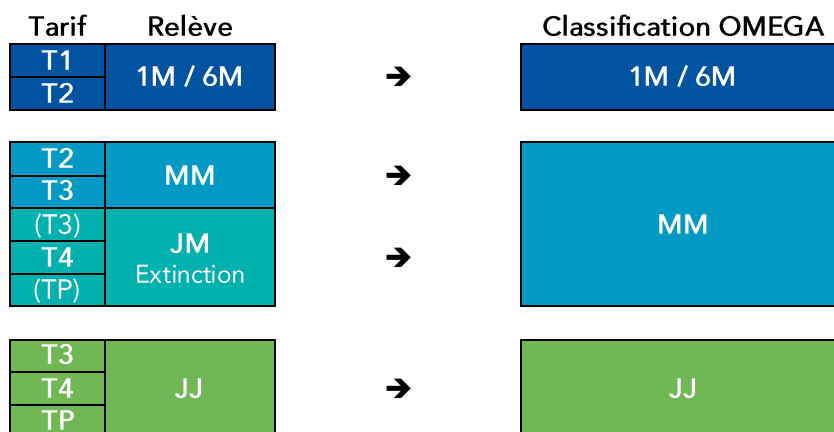 Tarif Relève Classification OMEGA
T1
1M / 6M ➔ 1M / 6M
T2
T2
MM ➔
T3
(T3)
MM
JM
T4 ➔
Extinction
(TP)
T3
T4 JJ ➔ JJ
TP